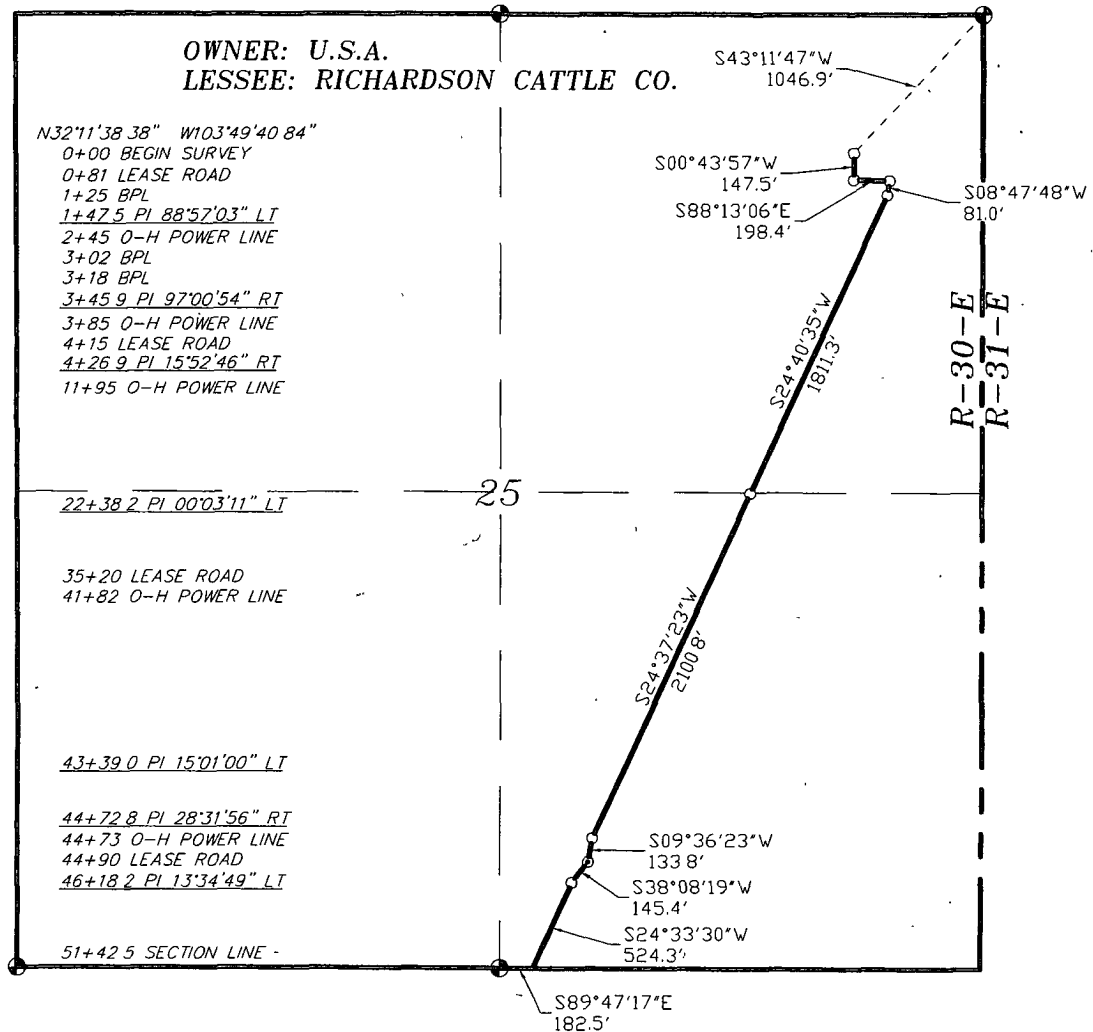 OWNER: U.S.A.
LESSEE: RICHARDSON CATTLE CO.
N32°11'38 38" W103°49'40 84"
0+00 BEGIN SURVEY
0+81 LEASE ROAD
1+25 BPL
1+47.5 PI 88°57'03" LT
2+45 O-H POWER LINE
3+02 BPL
3+18 BPL
3+45 9 PI 97°00'54" RT
3+85 O-H POWER LINE
4+15 LEASE ROAD
4+26 9 PI 15°52'46" RT
11+95 O-H POWER LINE
22+38 2 PI 00°03'11" LT
35+20 LEASE ROAD
41+82 O-H POWER LINE
43+39 0 PI 15°01'00" LT
44+72 8 PI 28°31'56" RT
44+73 O-H POWER LINE
44+90 LEASE ROAD
46+18 2 PI 13°34'49" LT
51+42 5 SECTION LINE
25
S43°11'47"W
1046.9'
S00°43'57"W
147.5'
S88°13'06"E
198.4'
S08°47'48"W
81.0'
S24°40'35"W
1811.3'
R-30-E
R-31-E
S24°37'23"W
2100 8'
S09°36'23"W
133 8'
S38°08'19"W
145.4'
S24°33'30"W
524.3'
S89°47'17"E
182.5'